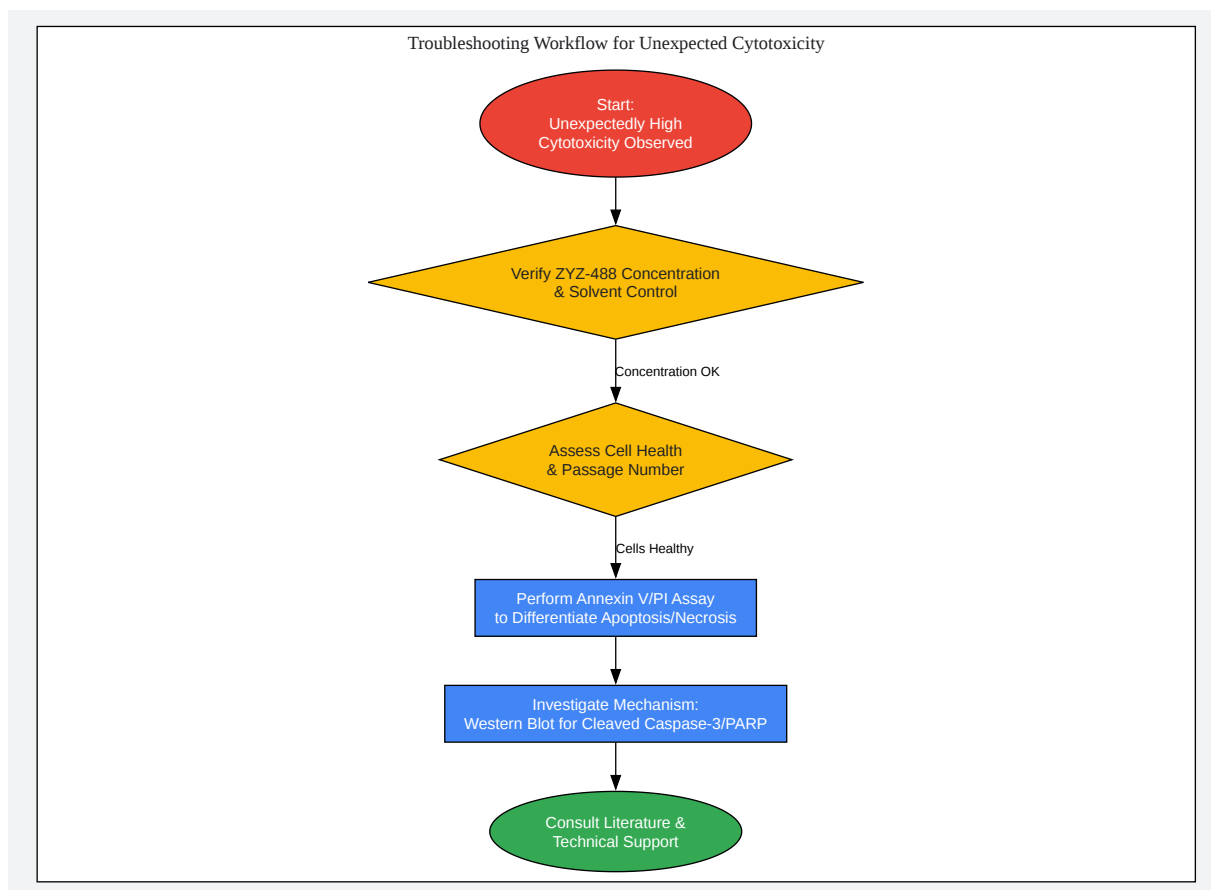 Troubleshooting Workflow for Unexpected Cytotoxicity
Start:
Unexpectedly High
Cytotoxicity Observed
Verify ZYZ-488 Concentration
& Solvent Control
Concentration OK
Assess Cell Health
& Passage Number
Cells Healthy
Perform Annexin V/PI Assay
to Differentiate Apoptosis/Necrosis
Investigate Mechanism:
Western Blot for Cleaved Caspase-3/PARP
Consult Literature &
Technical Support